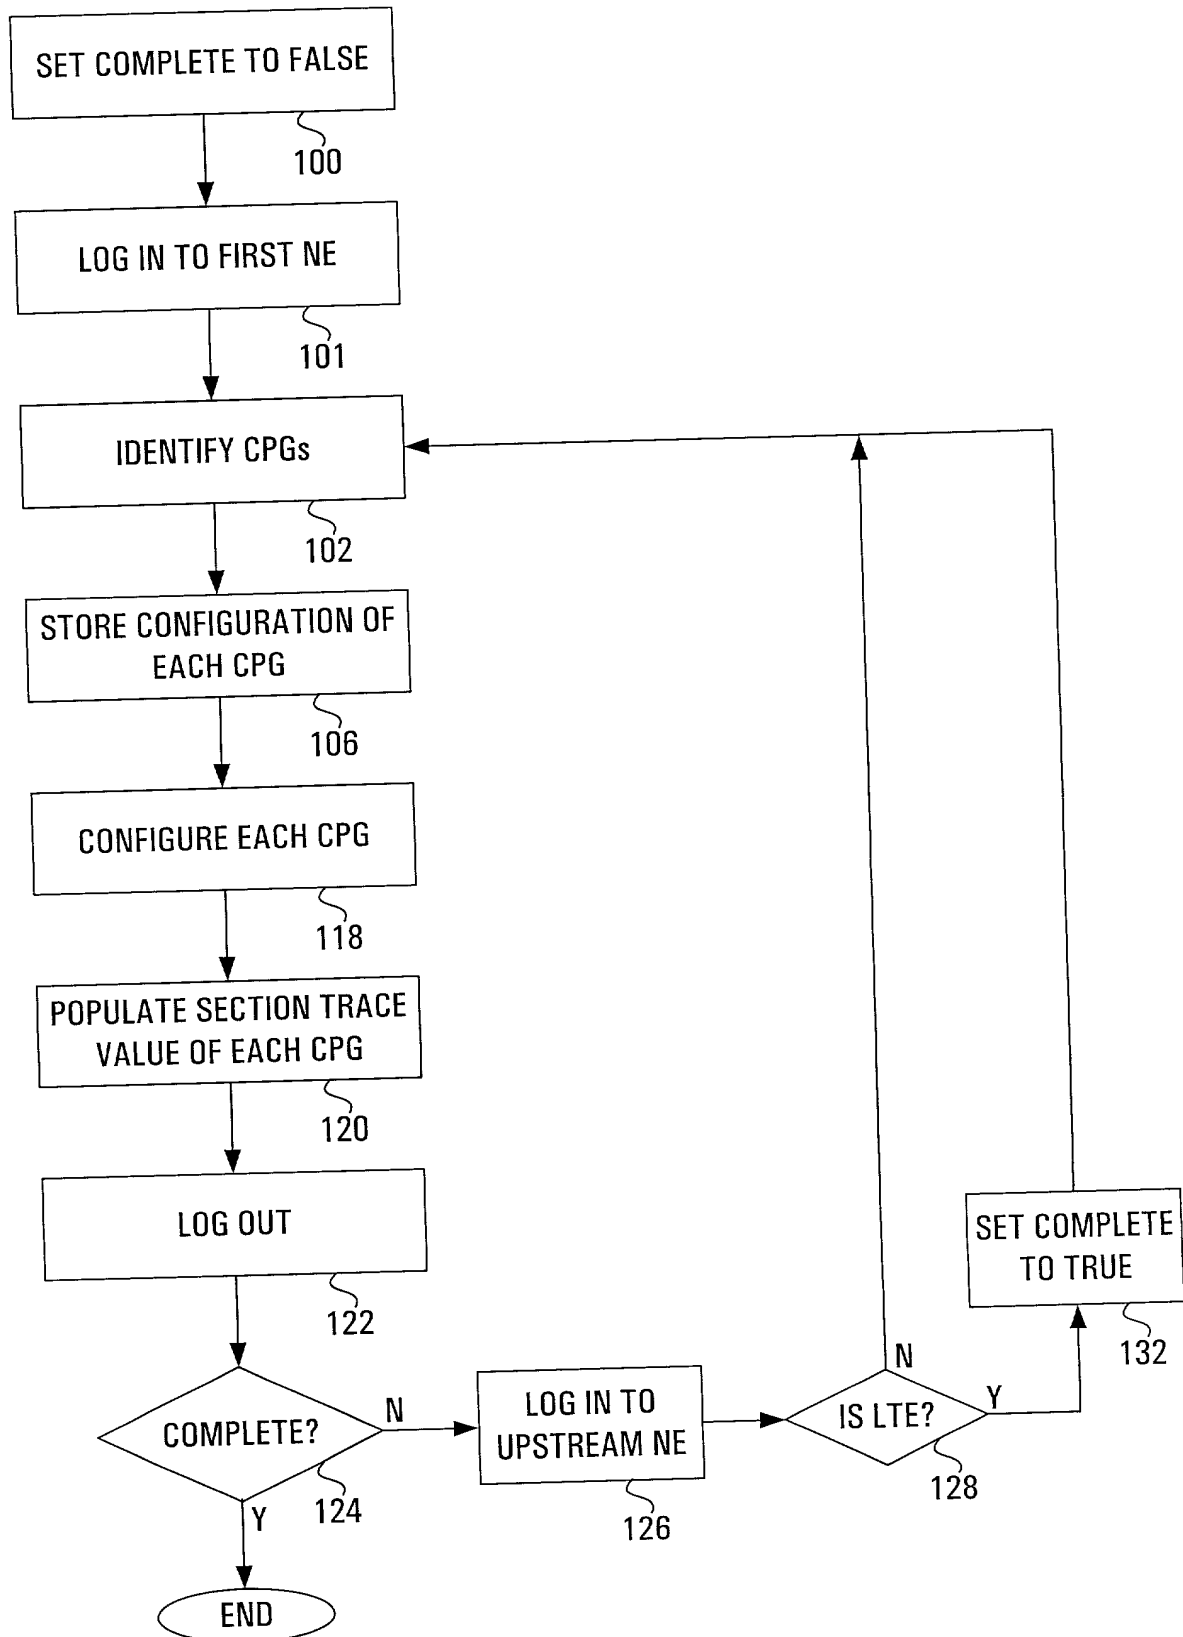 SET COMPLETE TO FALSE
100
LOG IN TO FIRST NE
101
IDENTIFY CPGs
102
STORE CONFIGURATION OF
EACH CPG
106
CONFIGURE EACH CPG
118
POPULATE SECTION TRACE
VALUE OF EACH CPG
120
LOG OUT
122
COMPLETE?
124
N
Y
LOG IN TO
UPSTREAM NE
126
IS LTE?
128
N
Y
SET COMPLETE
TO TRUE
132
END